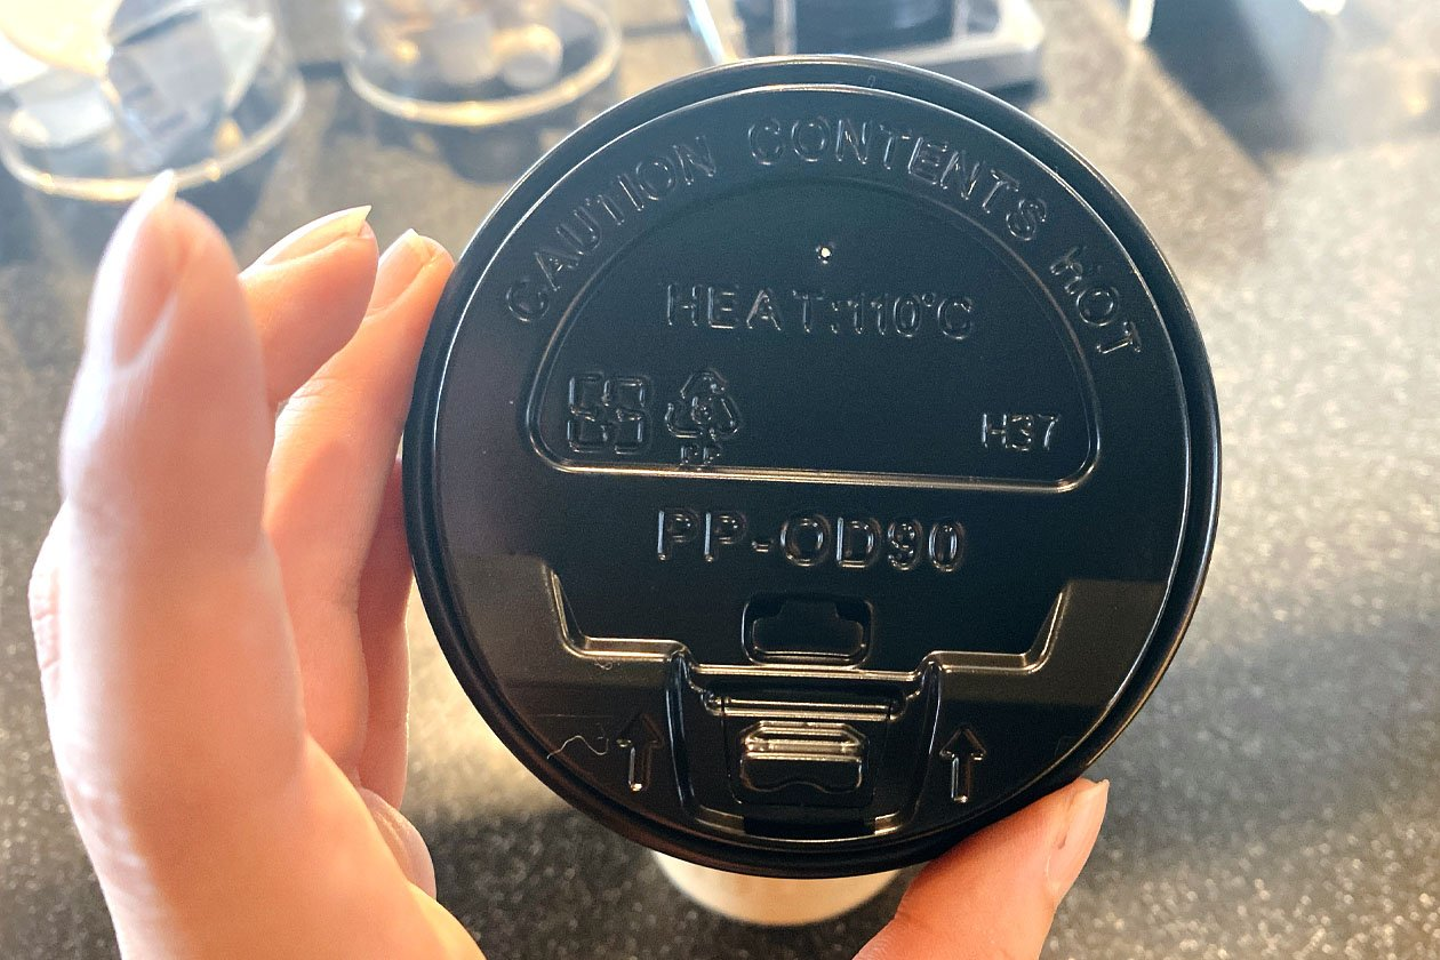 CAUTION CONTENTS HOT
HEAT:110°C
PP
H37
PP-OD90